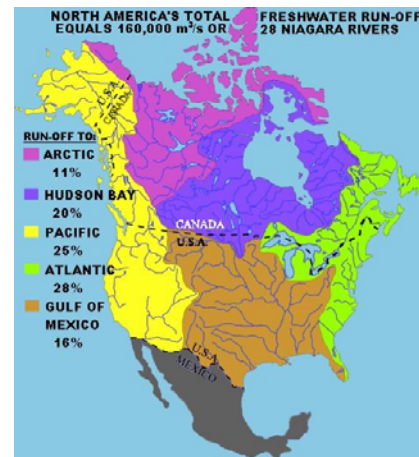 NORTH AMERICA'S TOTAL FRESHWATER RUN-OFF
EQUALS 160,000 m³/s OR 28 NIAGARA RIVERS
U.S.A.
CANADA
RUN-OFF TO:
ARCTIC
11%
HUDSON BAY
20%
PACIFIC
25%
ATLANTIC
28%
GULF OF
MEXICO
16%
CANADA
U.S.A.
U.S.A.
MEXICO